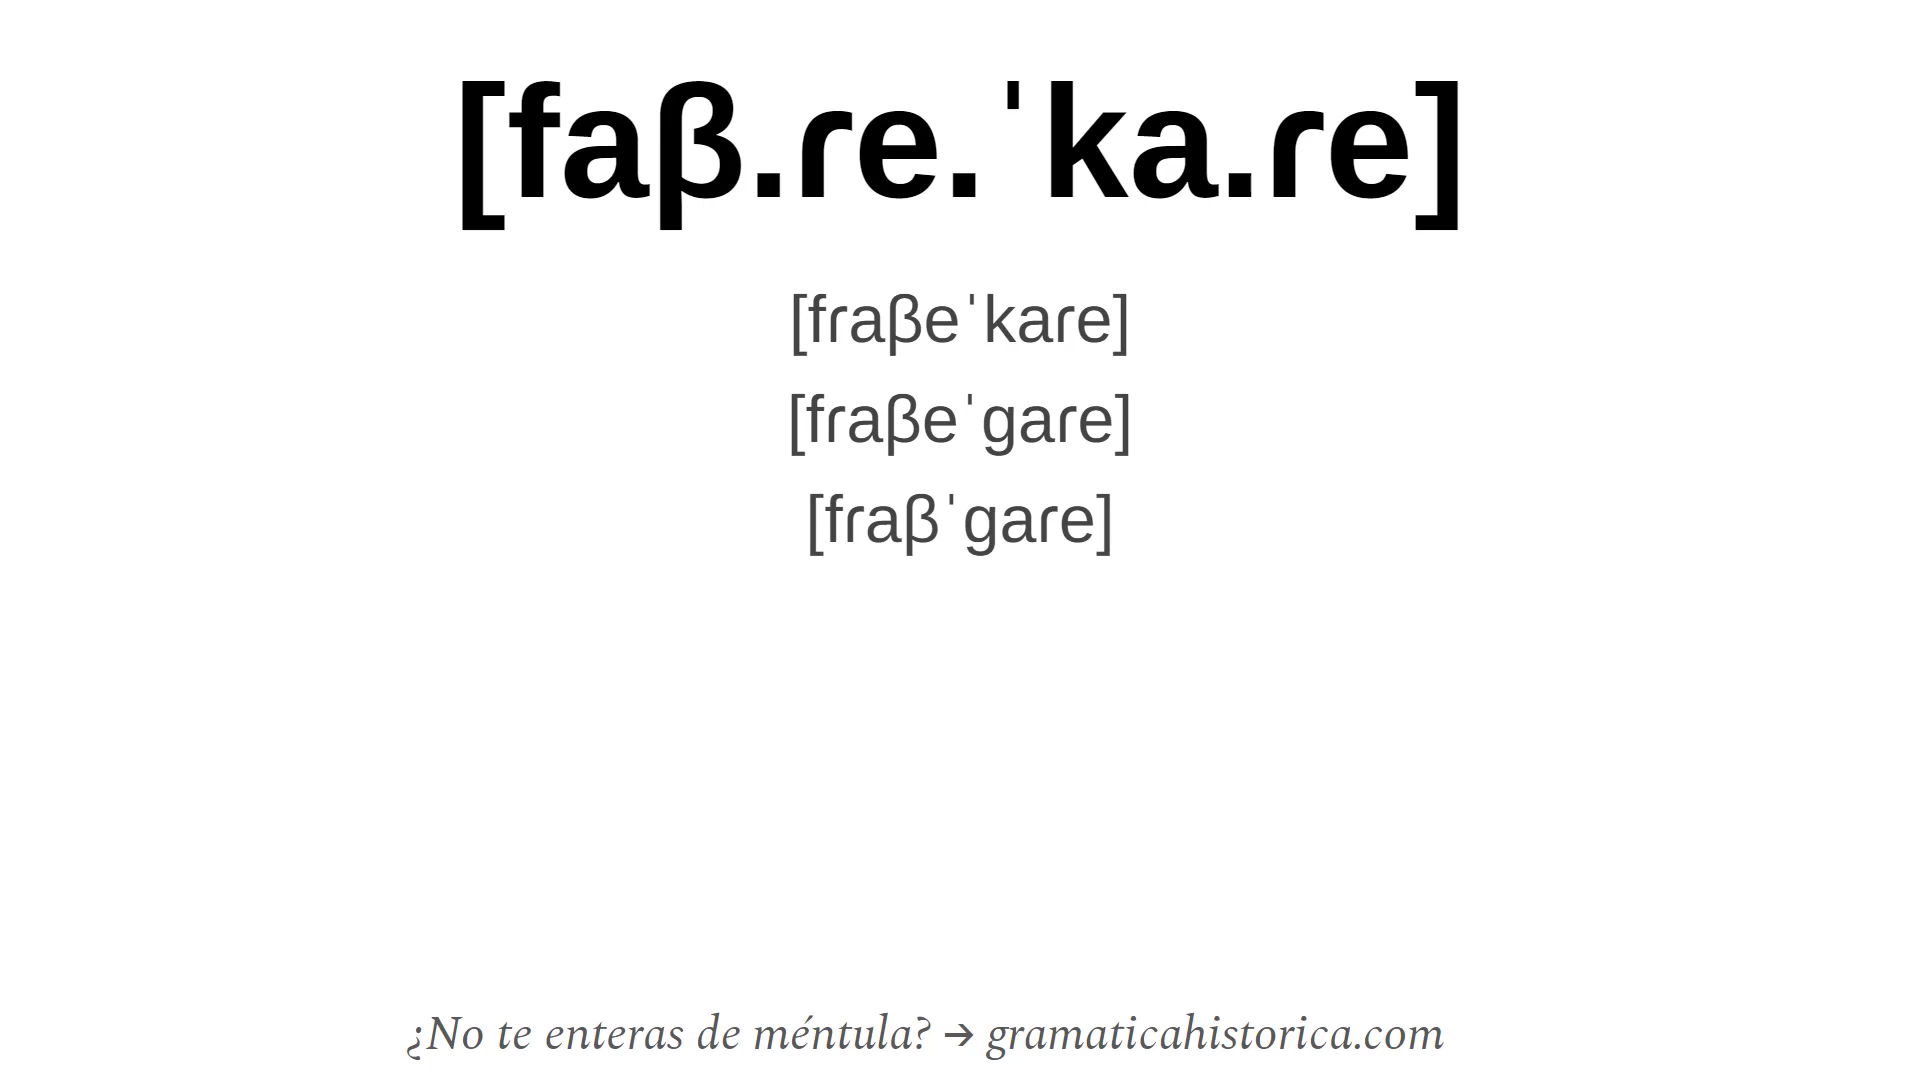 [faβ.ɾe.ˈka.ɾe]
[fɾaβeˈkaɾe]
[fɾaβeˈgaɾe]
[fɾaβˈgaɾe]
¿No te enteras de méntula? → gramaticahistorica.com